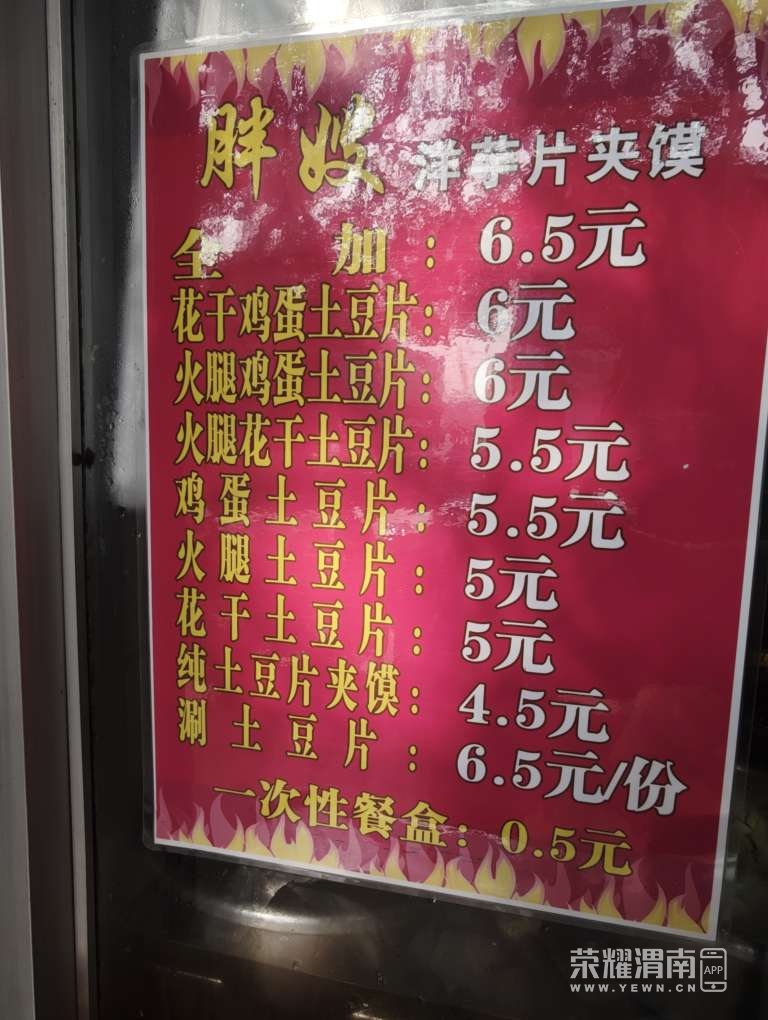 胖嫂 洋芋片夹馍
全加：6.5元
花干鸡蛋土豆片：6元
火腿鸡蛋土豆片：6元
火腿花干土豆片：5.5元
鸡蛋土豆片：5.5元
火腿土豆片：5元
花干土豆片：5元
纯土豆片夹馍：4.5元
涮土豆片：6.5元/份
一次性餐盒：0.5元
荣耀渭南 APP
WWW.YEWN.CN